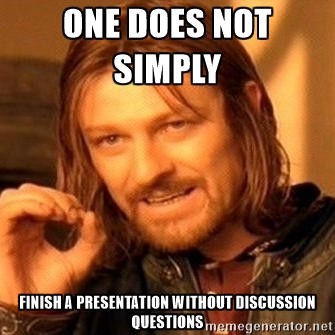 ONE DOES NOT
SIMPLY
FINISH A PRESENTATION WITHOUT DISCUSSION
QUESTIONS
memegenerator.net